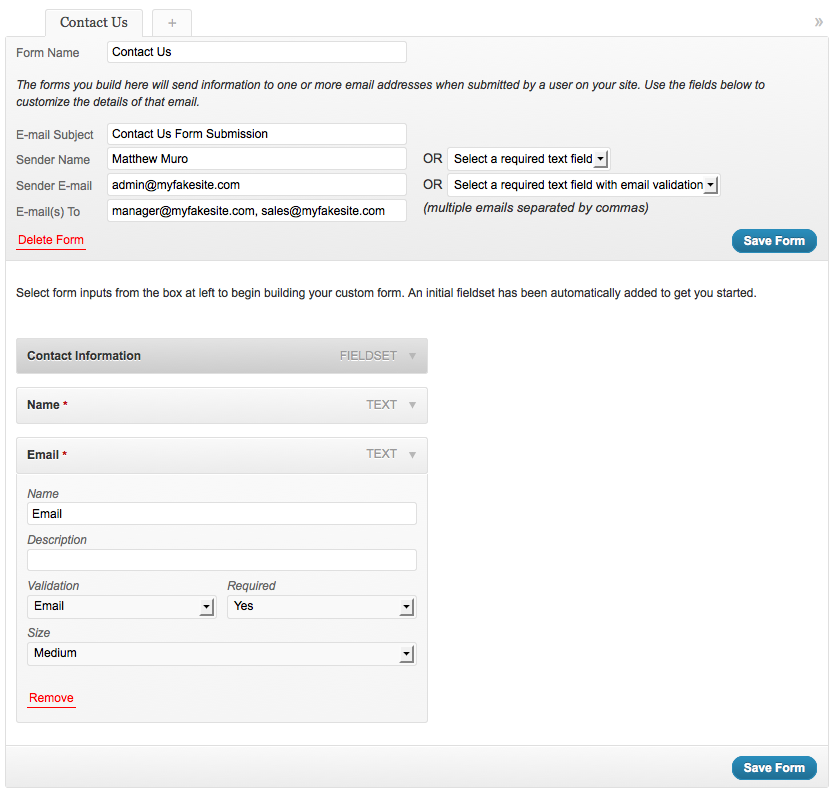 Contact Us +
»
Form Name Contact Us
The forms you build here will send information to one or more email addresses when submitted by a user on your site. Use the fields below to
customize the details of that email.
E-mail Subject Contact Us Form Submission
Sender Name Matthew Muro OR Select a required text field
Sender E-mail admin@myfakesite.com OR Select a required text field with email validation
E-mail(s) To manager@myfakesite.com, sales@myfakesite.com (multiple emails separated by commas)
Delete Form Save Form
Select form inputs from the box at left to begin building your custom form. An initial fieldset has been automatically added to get you started.
Contact Information FIELDSET
Name * TEXT
Email * TEXT
Name
Email
Description
Validation Required
Email Yes
Size
Medium
Remove
Save Form